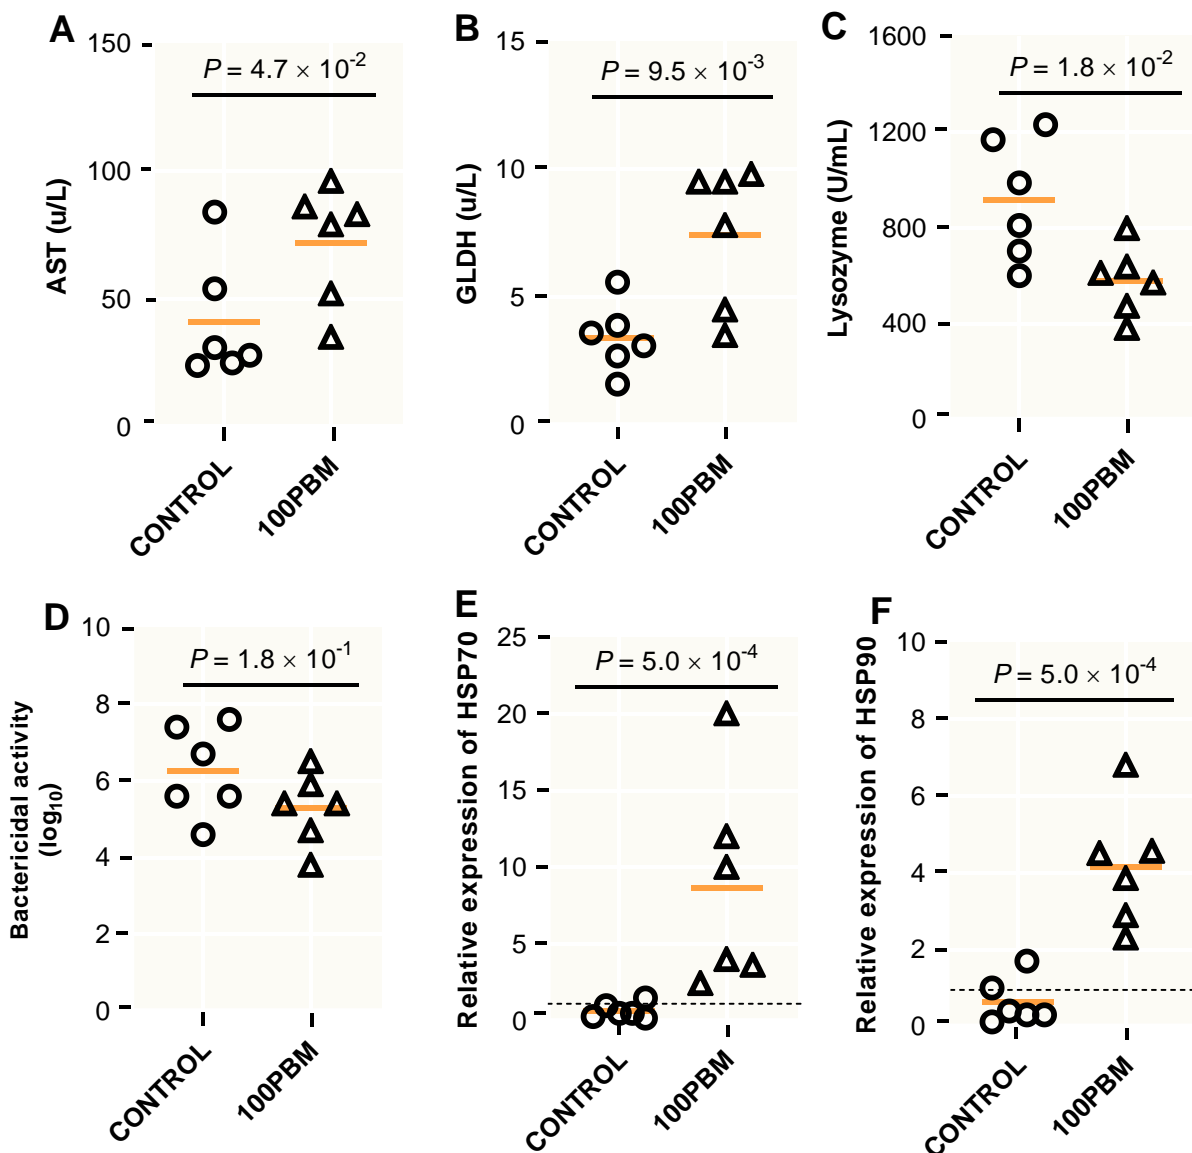 A
150
100
50
0
AST (u/L)
P = 4.7 × 10-2
CONTROL
100PBM
B
15
10
5
0
GLDH (u/L)
P = 9.5 × 10-3
CONTROL
100PBM
C
1600
1200
800
400
0
Lysozyme (U/mL)
P = 1.8 × 10-2
CONTROL
100PBM
D
10
8
6
4
2
0
Bactericidal activity
(log10)
P = 1.8 × 10-1
CONTROL
100PBM
E
25
20
15
10
5
0
Relative expression of HSP70
P = 5.0 × 10-4
CONTROL
100PBM
F
10
8
6
4
2
0
Relative expression of HSP90
P = 5.0 × 10-4
CONTROL
100PBM